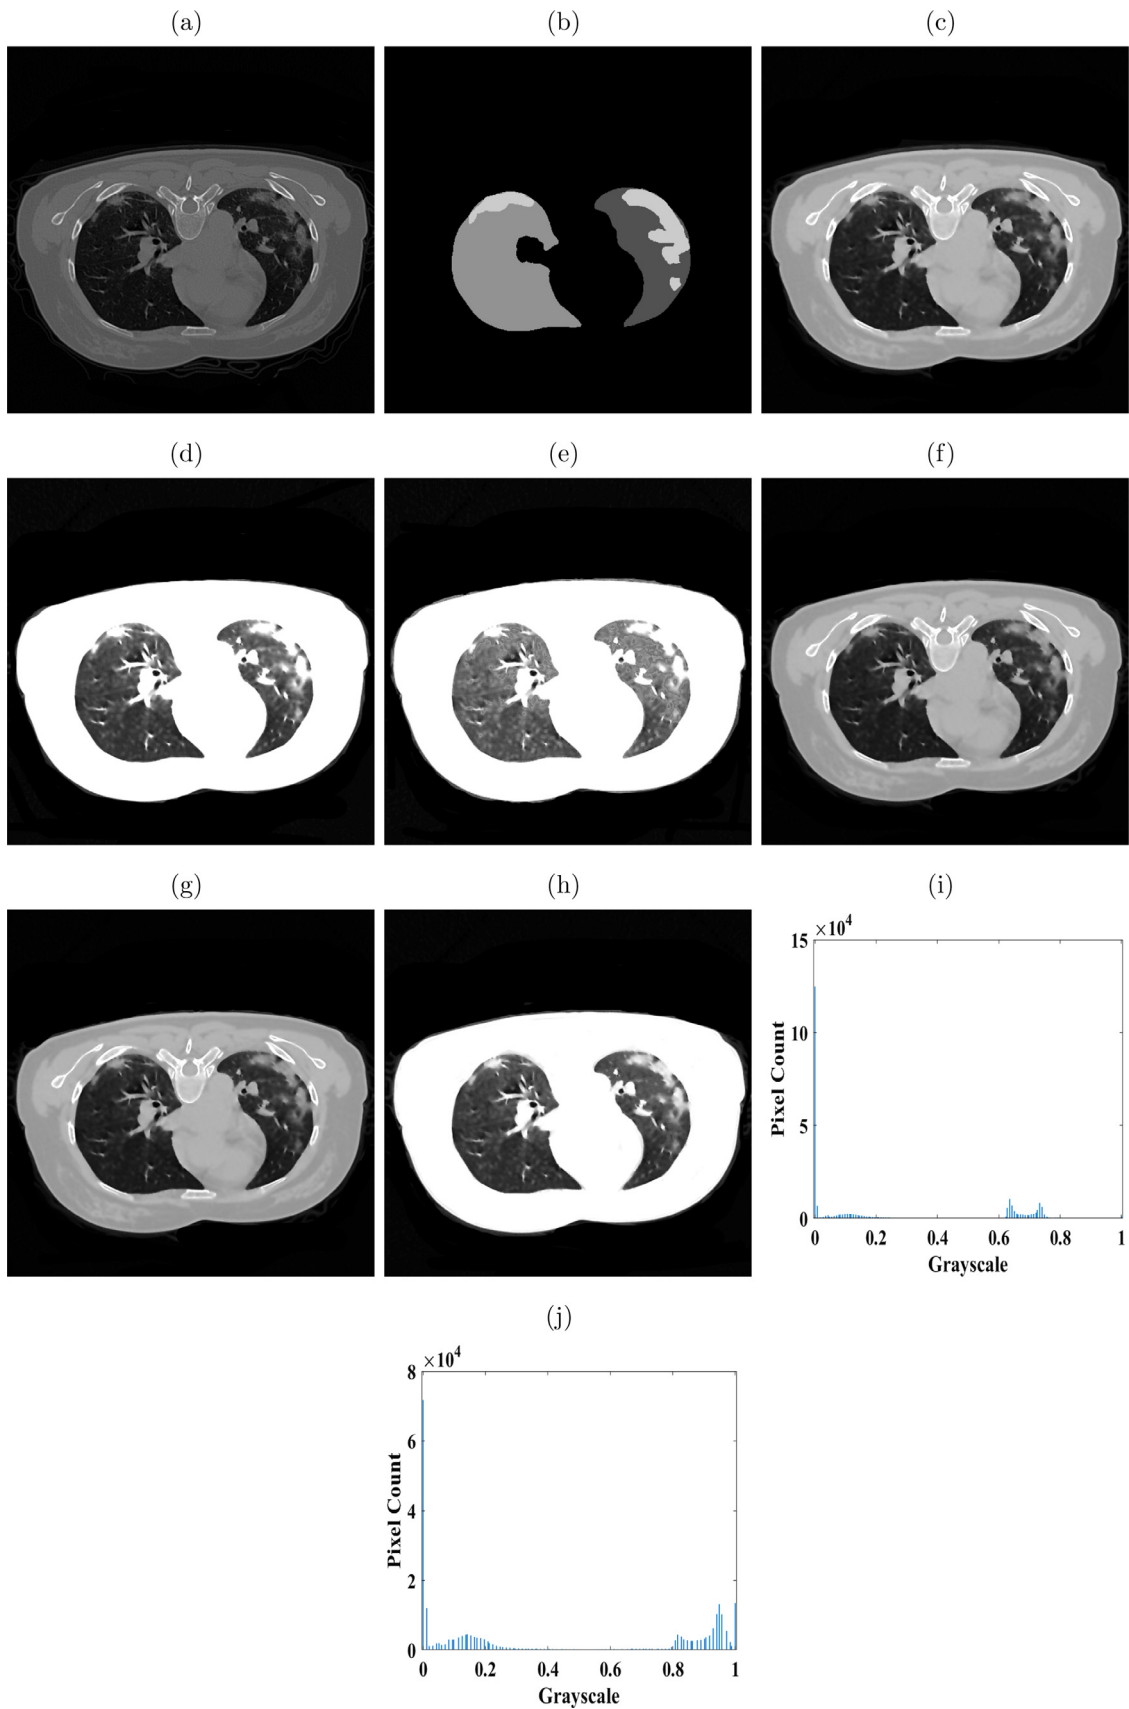 (a) (b) (c)
(d) (e) (f)
(g) (h) (i)
×10⁴
15
10
5
0
Pixel Count
0 0.2 0.4 0.6 0.8 1
Grayscale
(j)
×10⁴
8
6
4
2
0
Pixel Count
0 0.2 0.4 0.6 0.8 1
Grayscale